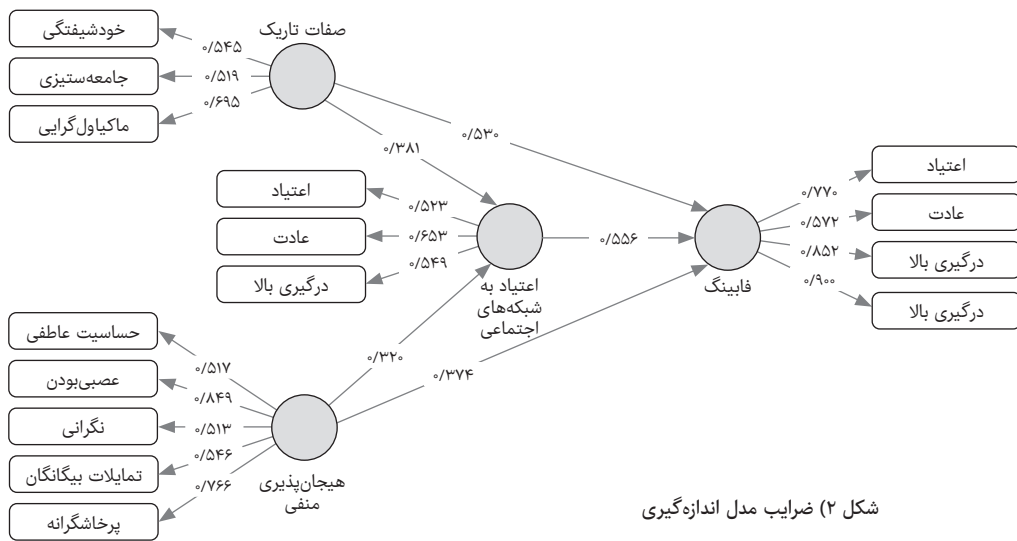 صفات تاریک
خودشیفتگی
۰/۵۴۵
جامعه‌ستیزی
۰/۵۱۹
ماکیاول‌گرایی
۰/۶۹۵
۰/۵۳۰
۰/۳۸۱
اعتیاد
۰/۵۲۳
عادت
۰/۶۵۳
درگیری بالا
۰/۵۴۹
اعتیاد به
شبکه‌های
اجتماعی
۰/۵۵۶
فابینگ
اعتیاد
۰/۷۷۰
عادت
۰/۵۷۲
درگیری بالا
۰/۸۵۲
درگیری بالا
۰/۹۰۰
۰/۳۲۰
۰/۳۷۴
حساسیت عاطفی
۰/۵۱۷
عصبی‌بودن
۰/۸۴۹
نگرانی
۰/۵۱۳
تمایلات بیگانگان
۰/۵۴۶
پرخاشگرانه
۰/۷۶۶
هیجان‌پذیری
منفی
شکل ۲) ضرایب مدل اندازه‌گیری